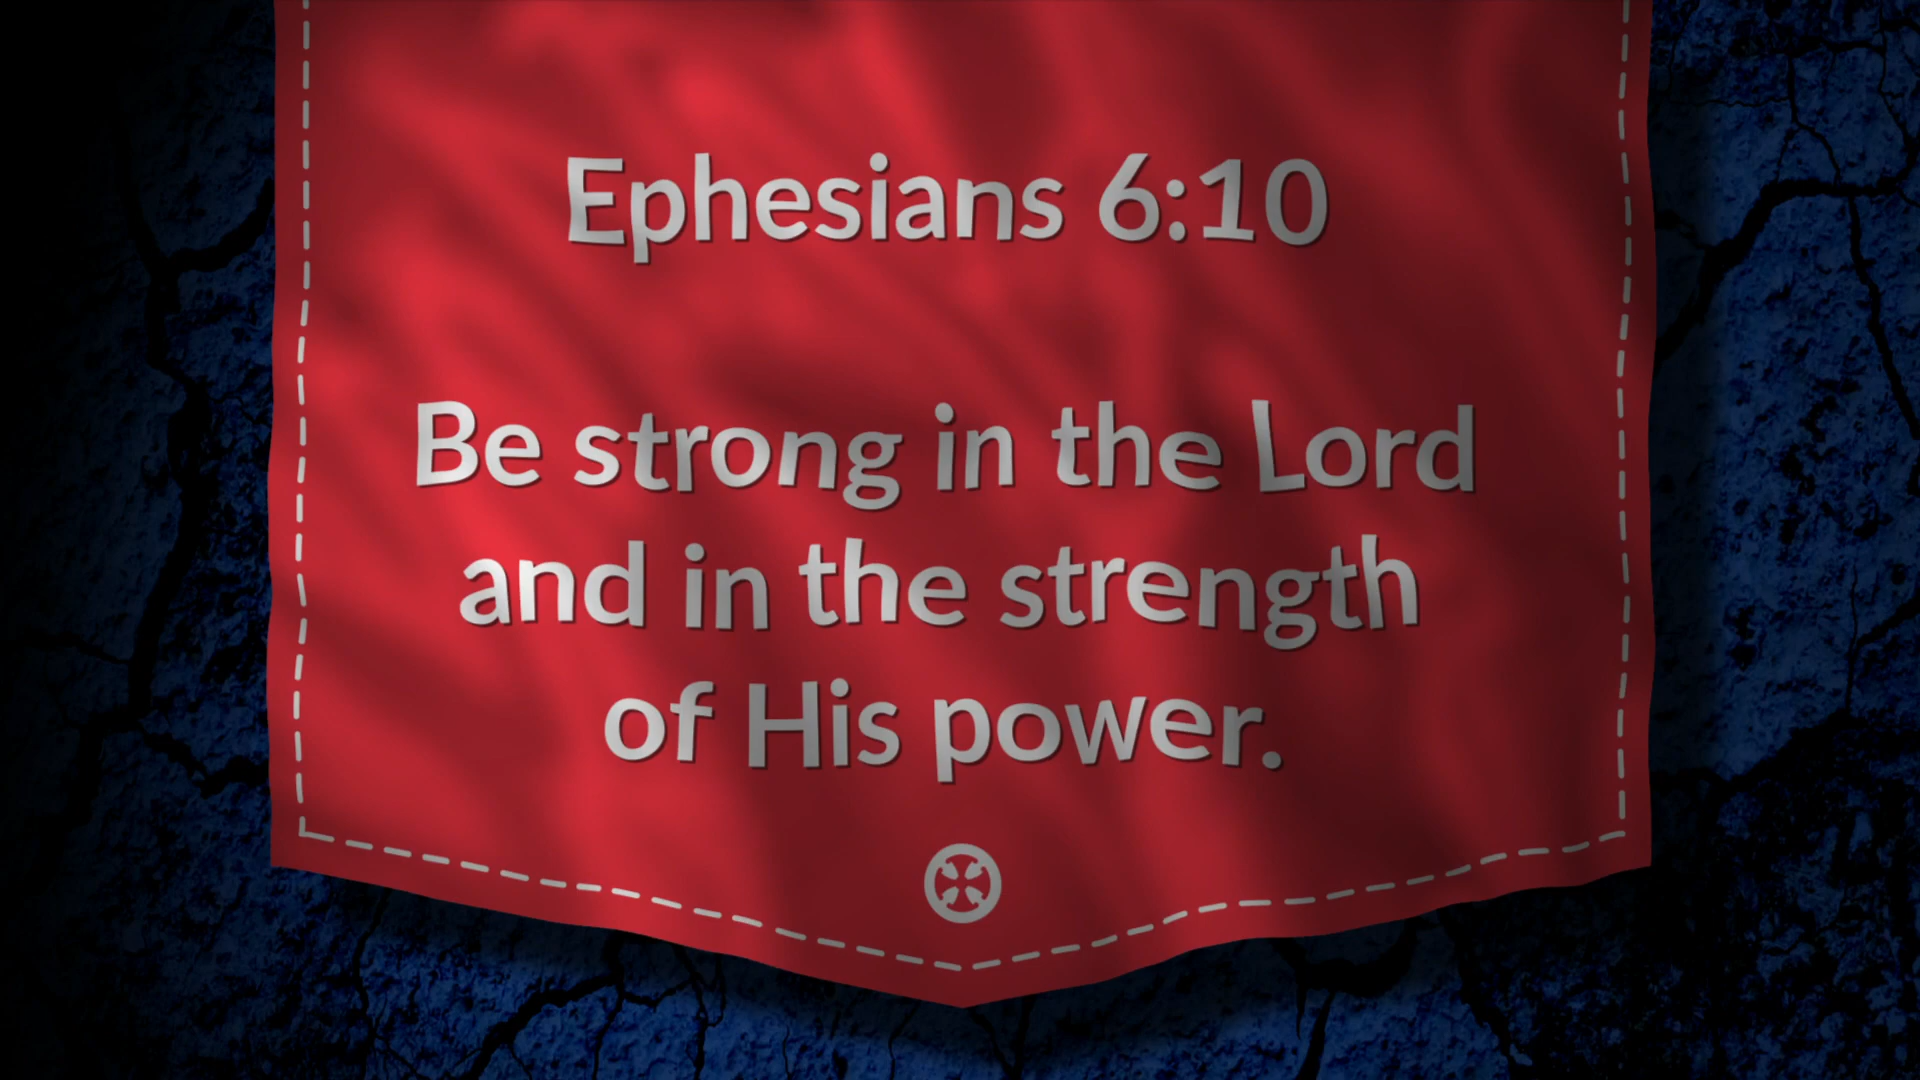 Ephesians 6:10
Be strong in the Lord
and in the strength
of His power.